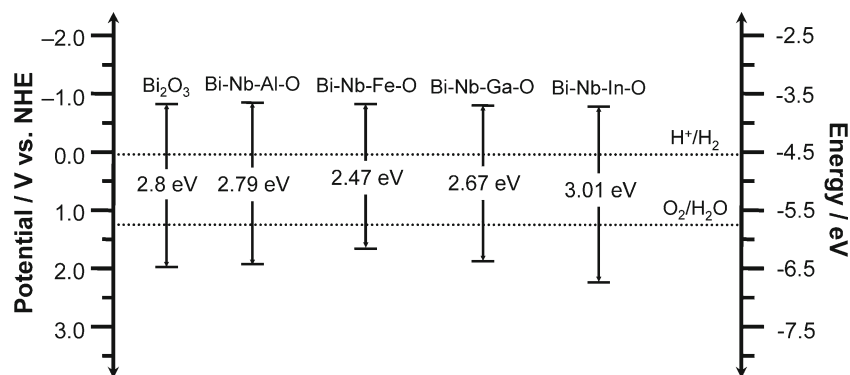 Potential / V vs. NHE
–2.0
–1.0
0.0
1.0
2.0
3.0
Bi₂O₃
Bi-Nb-Al-O
Bi-Nb-Fe-O
Bi-Nb-Ga-O
Bi-Nb-In-O
H⁺/H₂
2.8 eV
2.79 eV
2.47 eV
2.67 eV
3.01 eV
O₂/H₂O
-2.5
-3.5
-4.5
-5.5
-6.5
-7.5
Energy / eV